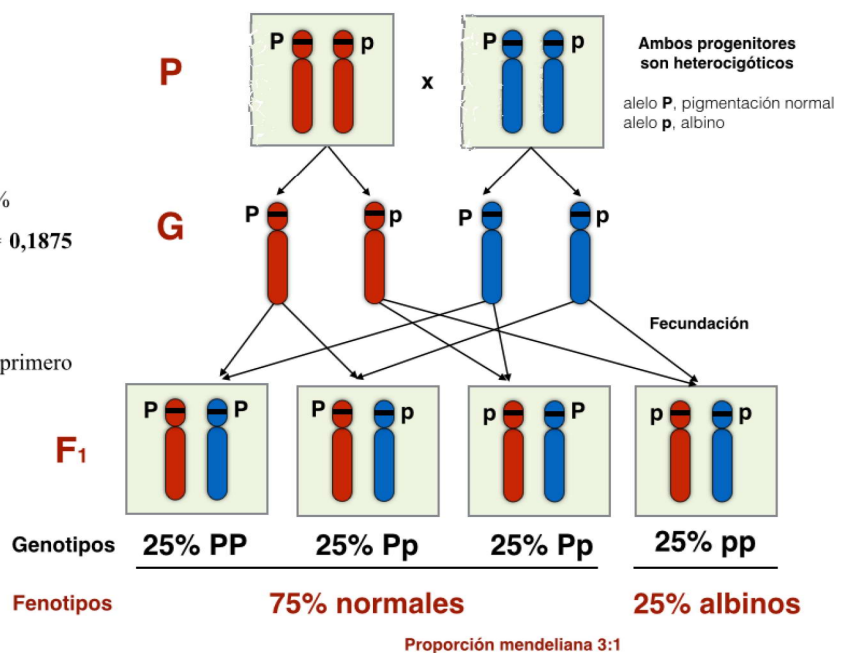 P p
P p
Ambos progenitores
son heterocigóticos
P
x
alelo P, pigmentación normal
alelo p, albino
%
G
P p P p
0,1875
Fecundación
primero
P P P p p P p p
F1
Genotipos 25% PP 25% Pp 25% Pp 25% pp
Fenotipos 75% normales 25% albinos
Proporción mendeliana 3:1